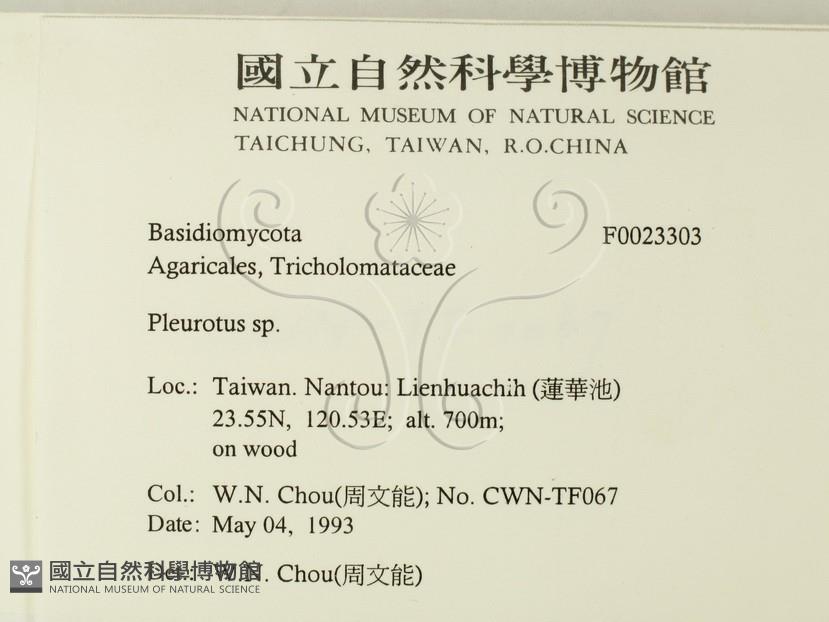 國立自然科學博物館
NATIONAL MUSEUM OF NATURAL SCIENCE
TAICHUNG, TAIWAN, R.O.CHINA
Basidiomycota F0023303
Agaricales, Tricholomataceae
Pleurotus sp.
Loc.: Taiwan. Nantou: Lienhuachih (蓮華池)
23.55N, 120.53E; alt. 700m;
on wood
Col.: W.N. Chou(周文能); No. CWN-TF067
Date: May 04, 1993
W.N. Chou(周文能)
國立自然科學博物館
NATIONAL MUSEUM OF NATURAL SCIENCE